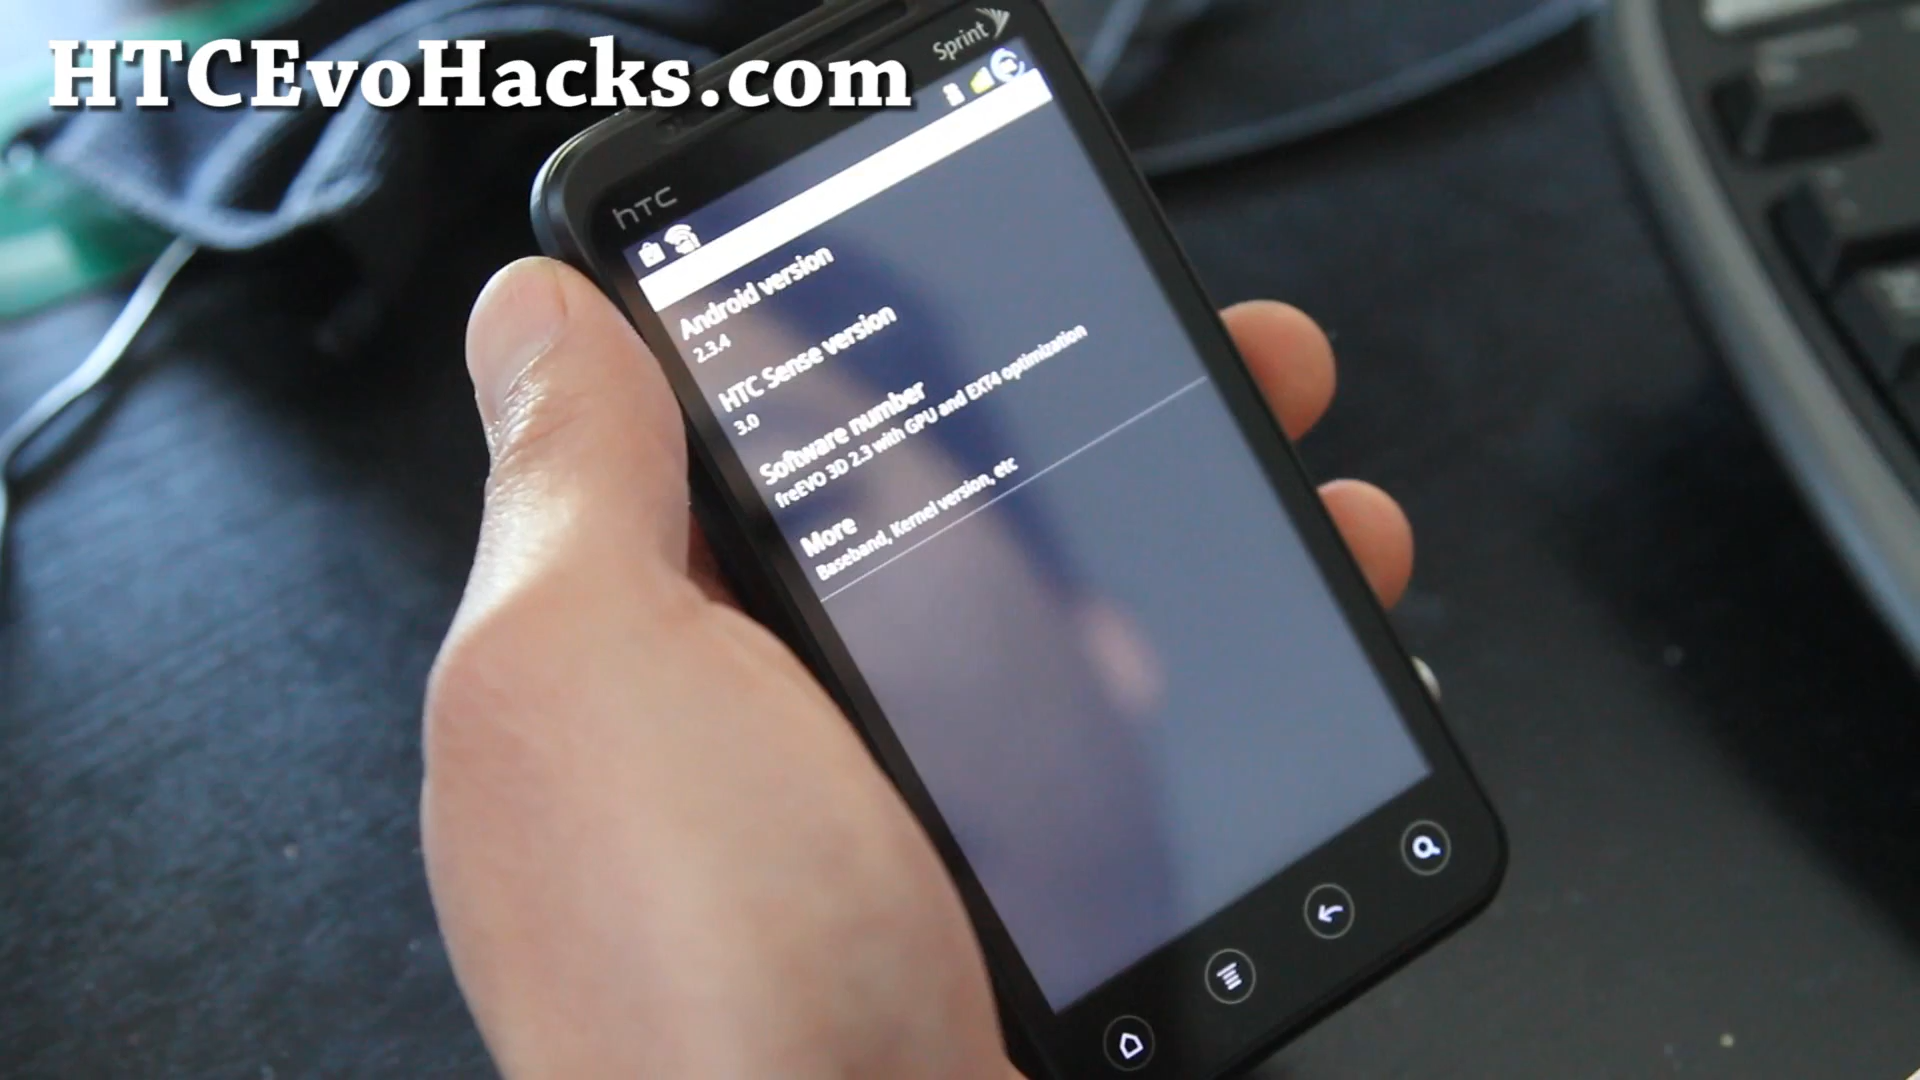 HTCEvoHacks.com
Sprint
hTC
Android version
2.3.4
HTC Sense version
3.0
Software number
freEVO 3D 2.3 with GPU and EXT4 optimization
More
Baseband, Kernel version, etc